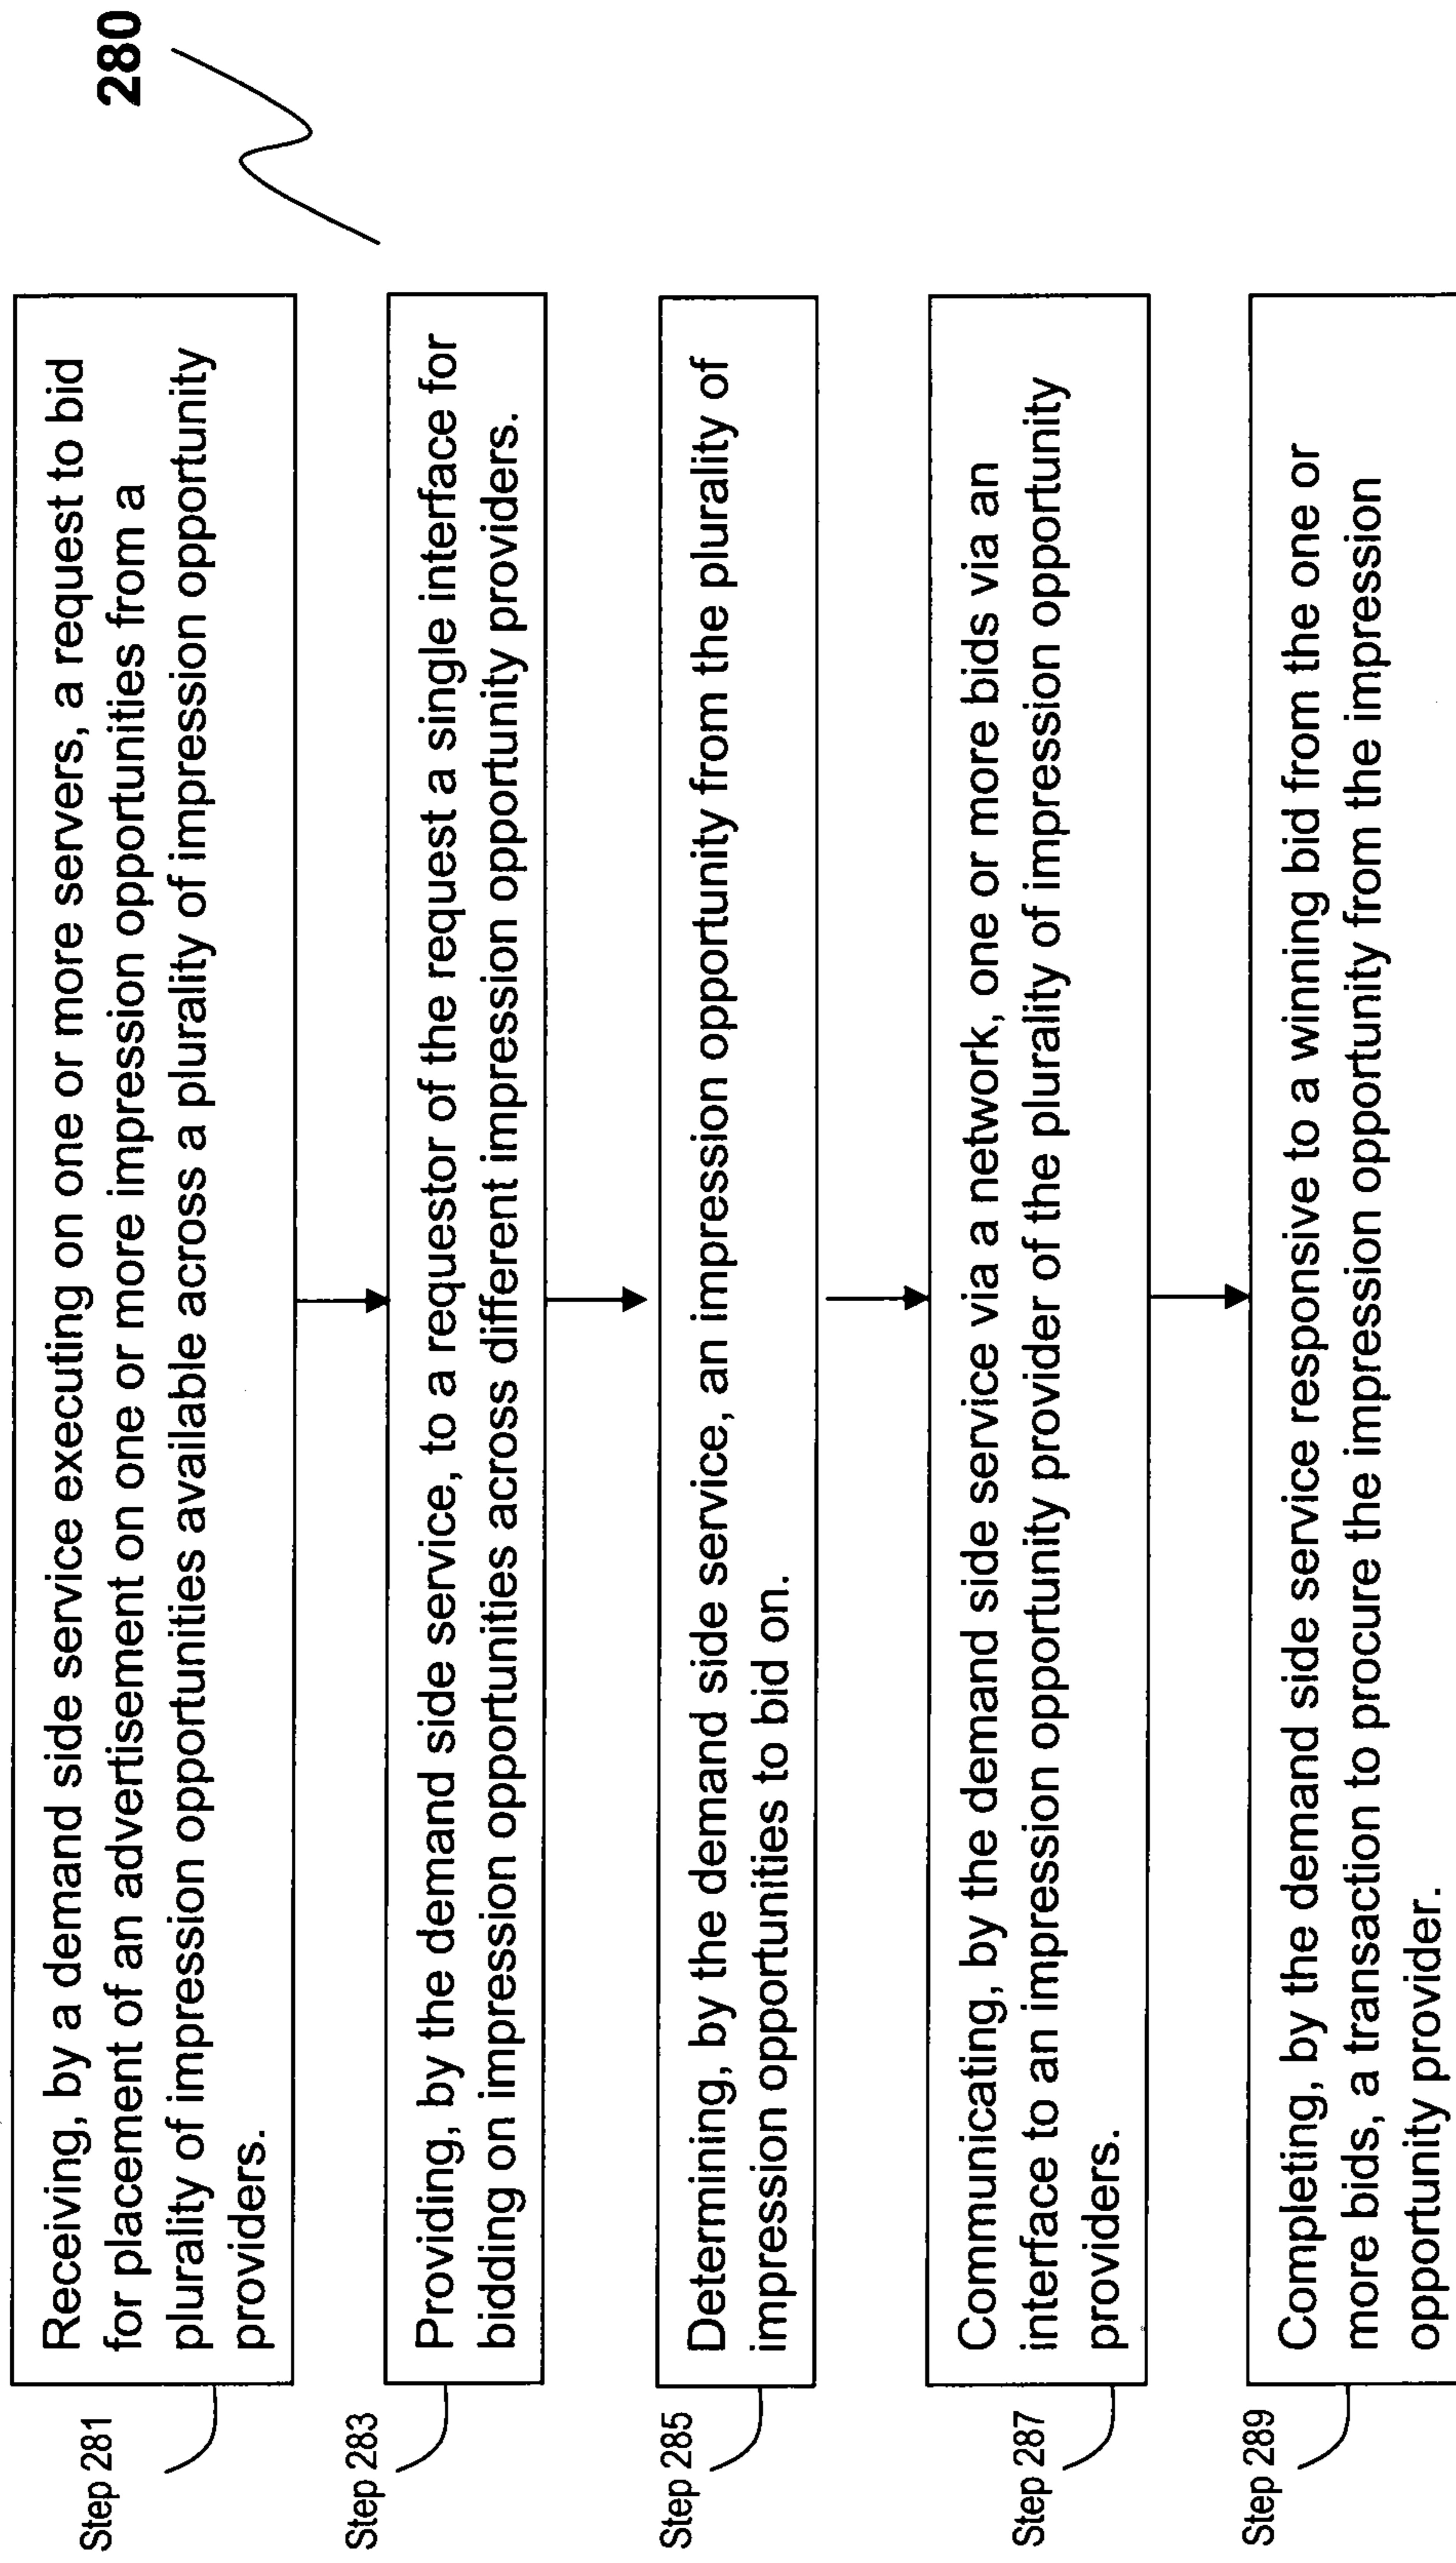 280
Step 281
Receiving, by a demand side service executing on one or more servers, a request to bid
for placement of an advertisement on one or more impression opportunities from a
plurality of impression opportunities available across a plurality of impression opportunity
providers.
Step 283
Providing, by the demand side service, to a requestor of the request a single interface for
bidding on impression opportunities across different impression opportunity providers.
Step 285
Determining, by the demand side service, an impression opportunity from the plurality of
impression opportunities to bid on.
Step 287
Communicating, by the demand side service via a network, one or more bids via an
interface to an impression opportunity provider of the plurality of impression opportunity
providers.
Step 289
Completing, by the demand side service responsive to a winning bid from the one or
more bids, a transaction to procure the impression opportunity from the impression
opportunity provider.